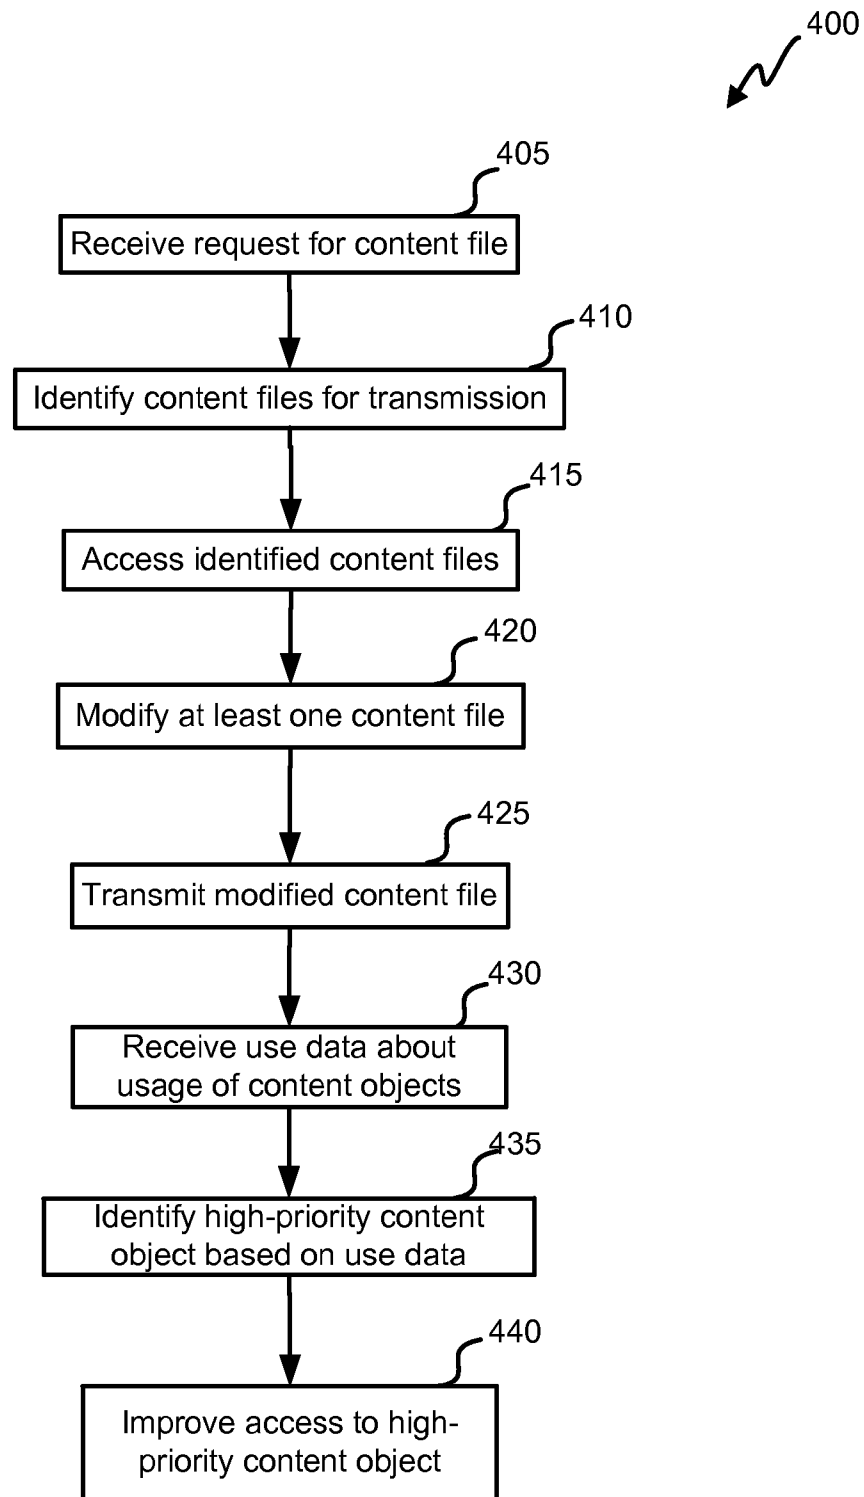 400
405
Receive request for content file
410
Identify content files for transmission
415
Access identified content files
420
Modify at least one content file
425
Transmit modified content file
430
Receive use data about
usage of content objects
435
Identify high-priority content
object based on use data
440
Improve access to high-
priority content object